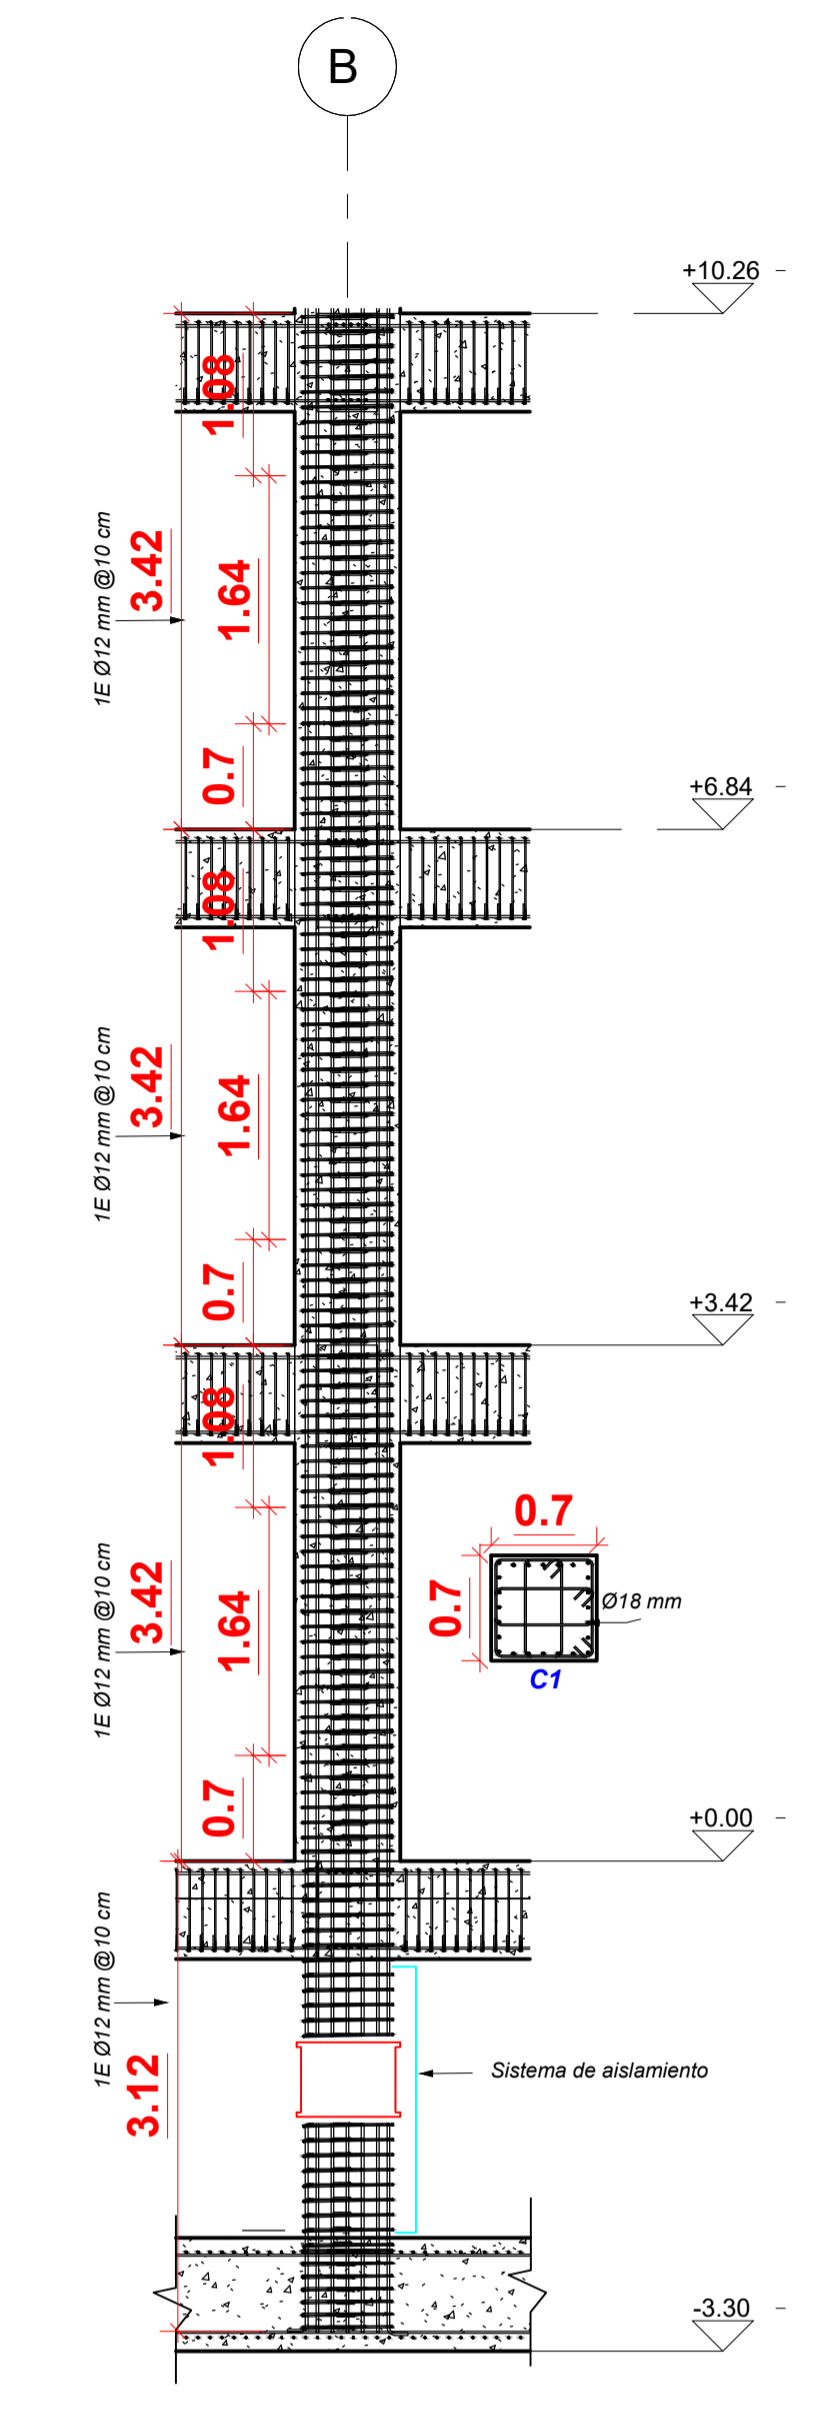 B
+10.26
1.08
1E Ø12 mm @10 cm
3.42
1.64
0.7
+6.84
1.08
1E Ø12 mm @10 cm
3.42
1.64
0.7
+3.42
1.08
0.7
1E Ø12 mm @10 cm
3.42
1.64
0.7
Ø18 mm
C1
0.7
+0.00
1E Ø12 mm @10 cm
3.12
Sistema de aislamiento
-3.30